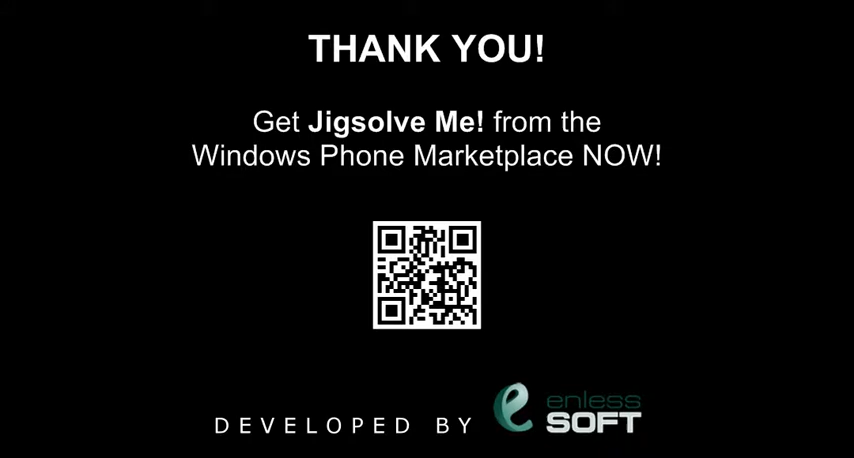 THANK YOU!
Get Jigsolve Me! from the
Windows Phone Marketplace NOW!
DEVELOPED BY
enless
SOFT